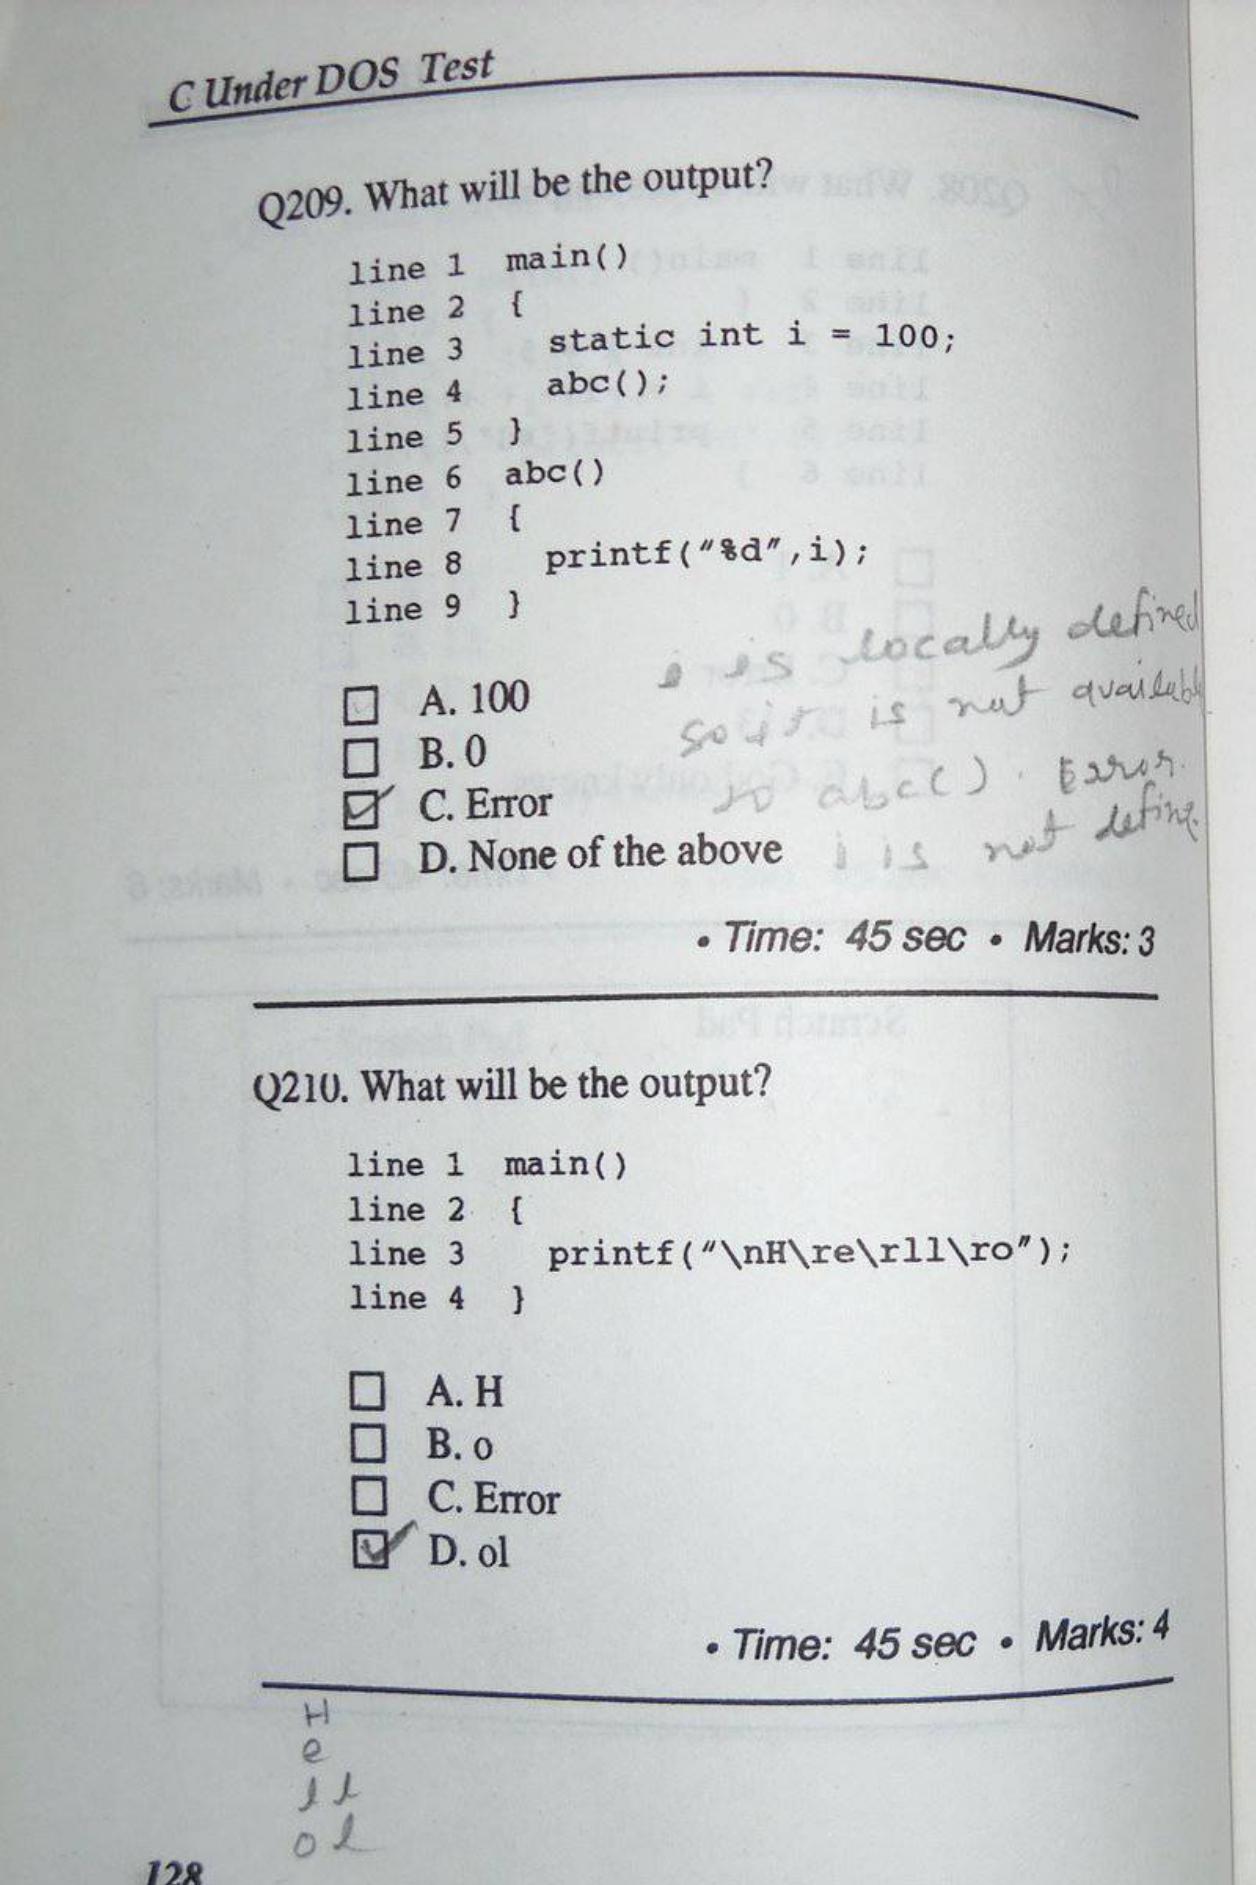 C Under DOS Test
Q209. What will be the output?
line 1 main()
line 2 {
line 3 static int i = 100;
line 4 abc();
line 5 }
line 6 abc()
line 7 {
line 8 printf("%d",i);
line 9 }
i is locally defined
A. 100
so it is not availabl
B. 0
to abc(). Error.
C. Error
i is not define.
D. None of the above
• Time: 45 sec • Marks: 3
Q210. What will be the output?
line 1 main()
line 2 {
line 3 printf("\nH\re\rll\ro");
line 4 }
A. H
B. o
C. Error
D. ol
• Time: 45 sec • Marks: 4
H
e
l l
o l
128